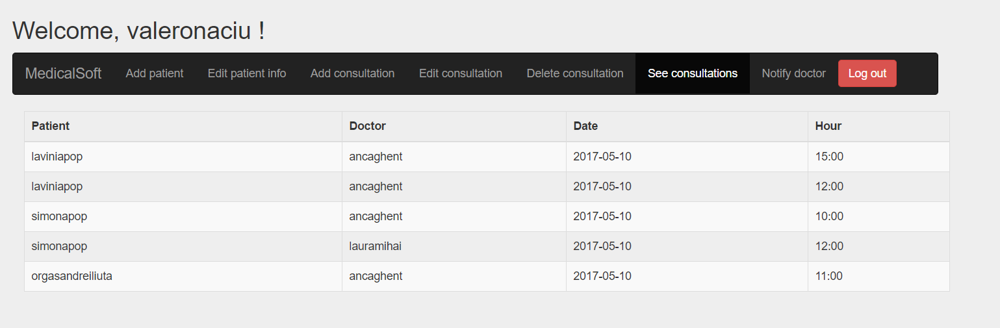 Welcome, valeronaciu !
MedicalSoft Add patient Edit patient info Add consultation Edit consultation Delete consultation See consultations Notify doctor Log out
Patient Doctor Date Hour
laviniapop ancaghent 2017-05-10 15:00
laviniapop ancaghent 2017-05-10 12:00
simonapop ancaghent 2017-05-10 10:00
simonapop lauramihai 2017-05-10 12:00
orgasandreiliuta ancaghent 2017-05-10 11:00